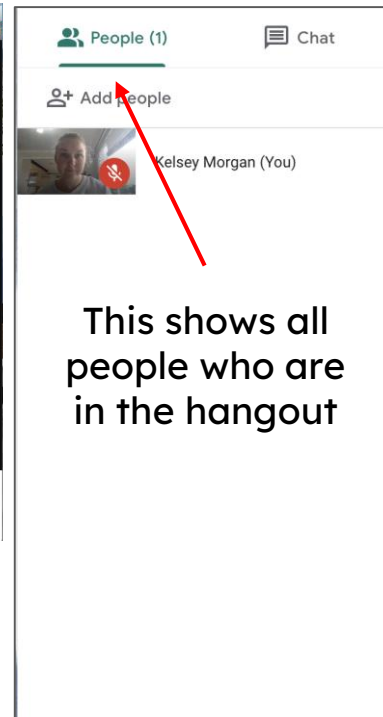 People (1) Chat
Add people
Kelsey Morgan (You)
This shows all
people who are
in the hangout